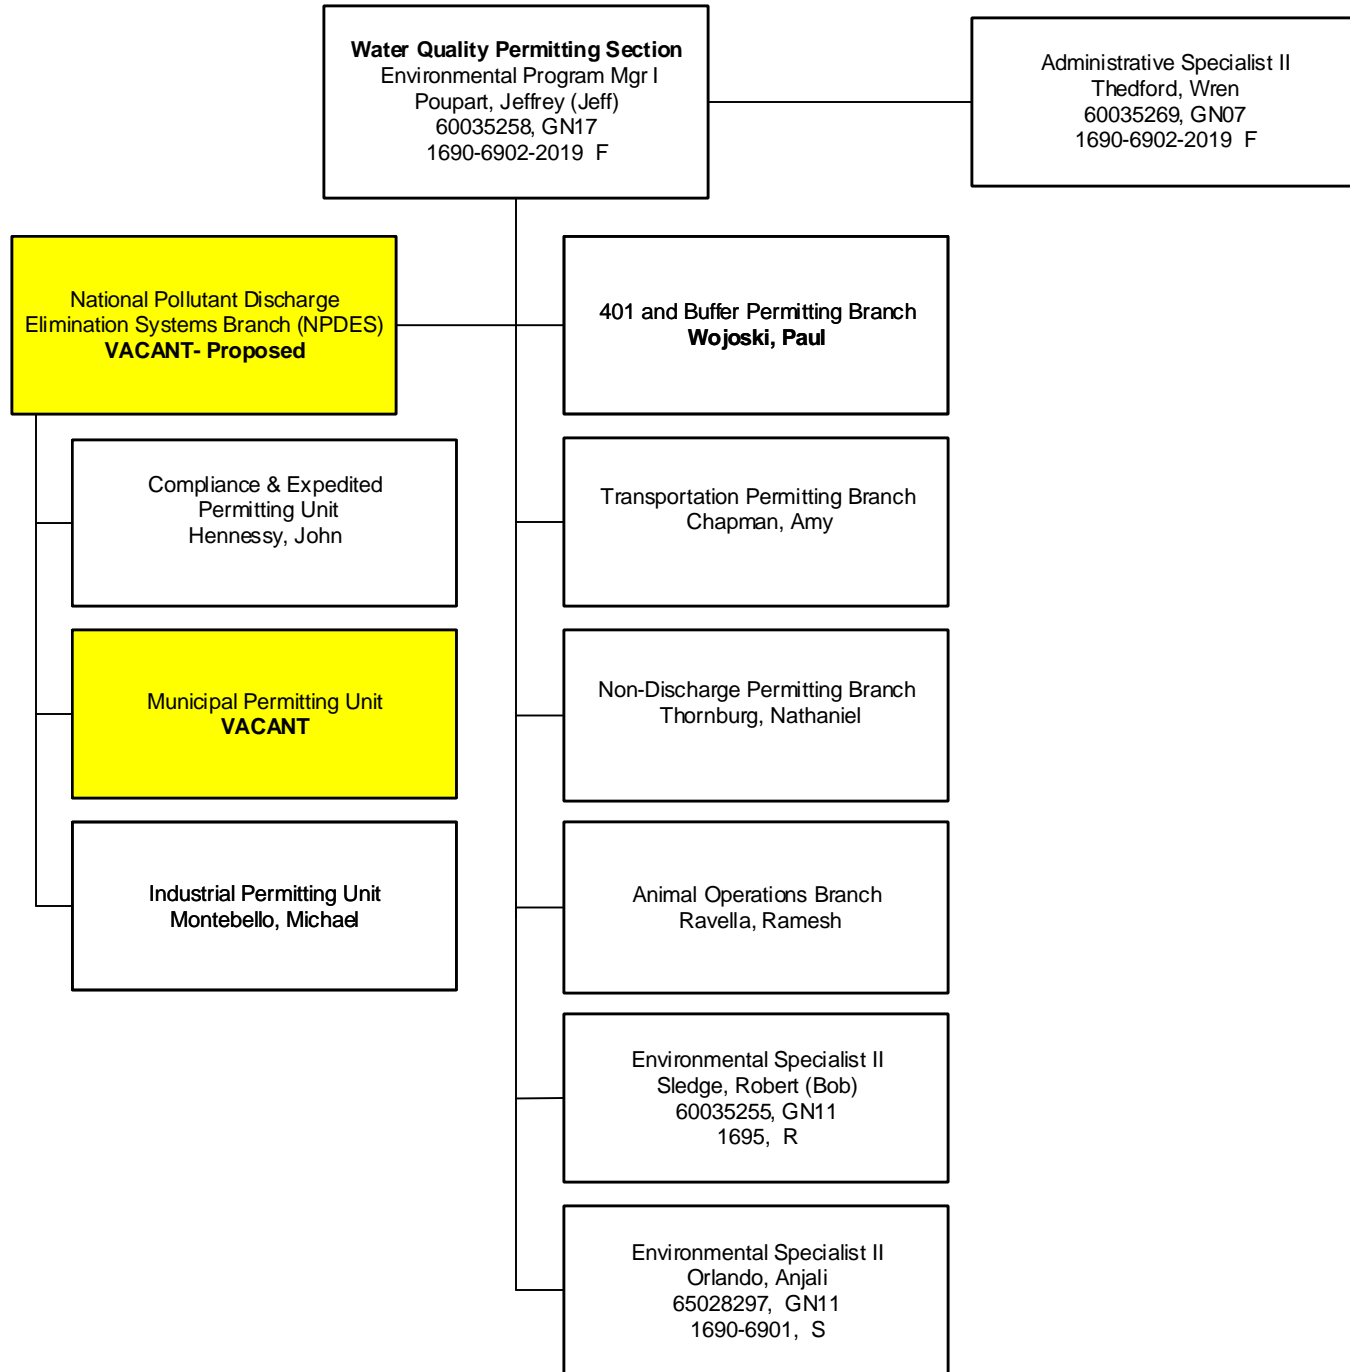 Water Quality Permitting Section
Environmental Program Mgr I
Poupart, Jeffrey (Jeff)
60035258, GN17
1690-6902-2019  F
Administrative Specialist II
Thedford, Wren
60035269, GN07
1690-6902-2019  F
National Pollutant Discharge
Elimination Systems Branch (NPDES)
VACANT- Proposed
401 and Buffer Permitting Branch
Wojoski, Paul
Compliance & Expedited
Permitting Unit
Hennessy, John
Transportation Permitting Branch
Chapman, Amy
Municipal Permitting Unit
VACANT
Non-Discharge Permitting Branch
Thornburg, Nathaniel
Industrial Permitting Unit
Montebello, Michael
Animal Operations Branch
Ravella, Ramesh
Environmental Specialist II
Sledge, Robert (Bob)
60035255, GN11
1695,  R
Environmental Specialist II
Orlando, Anjali
65028297,  GN11
1690-6901,  S